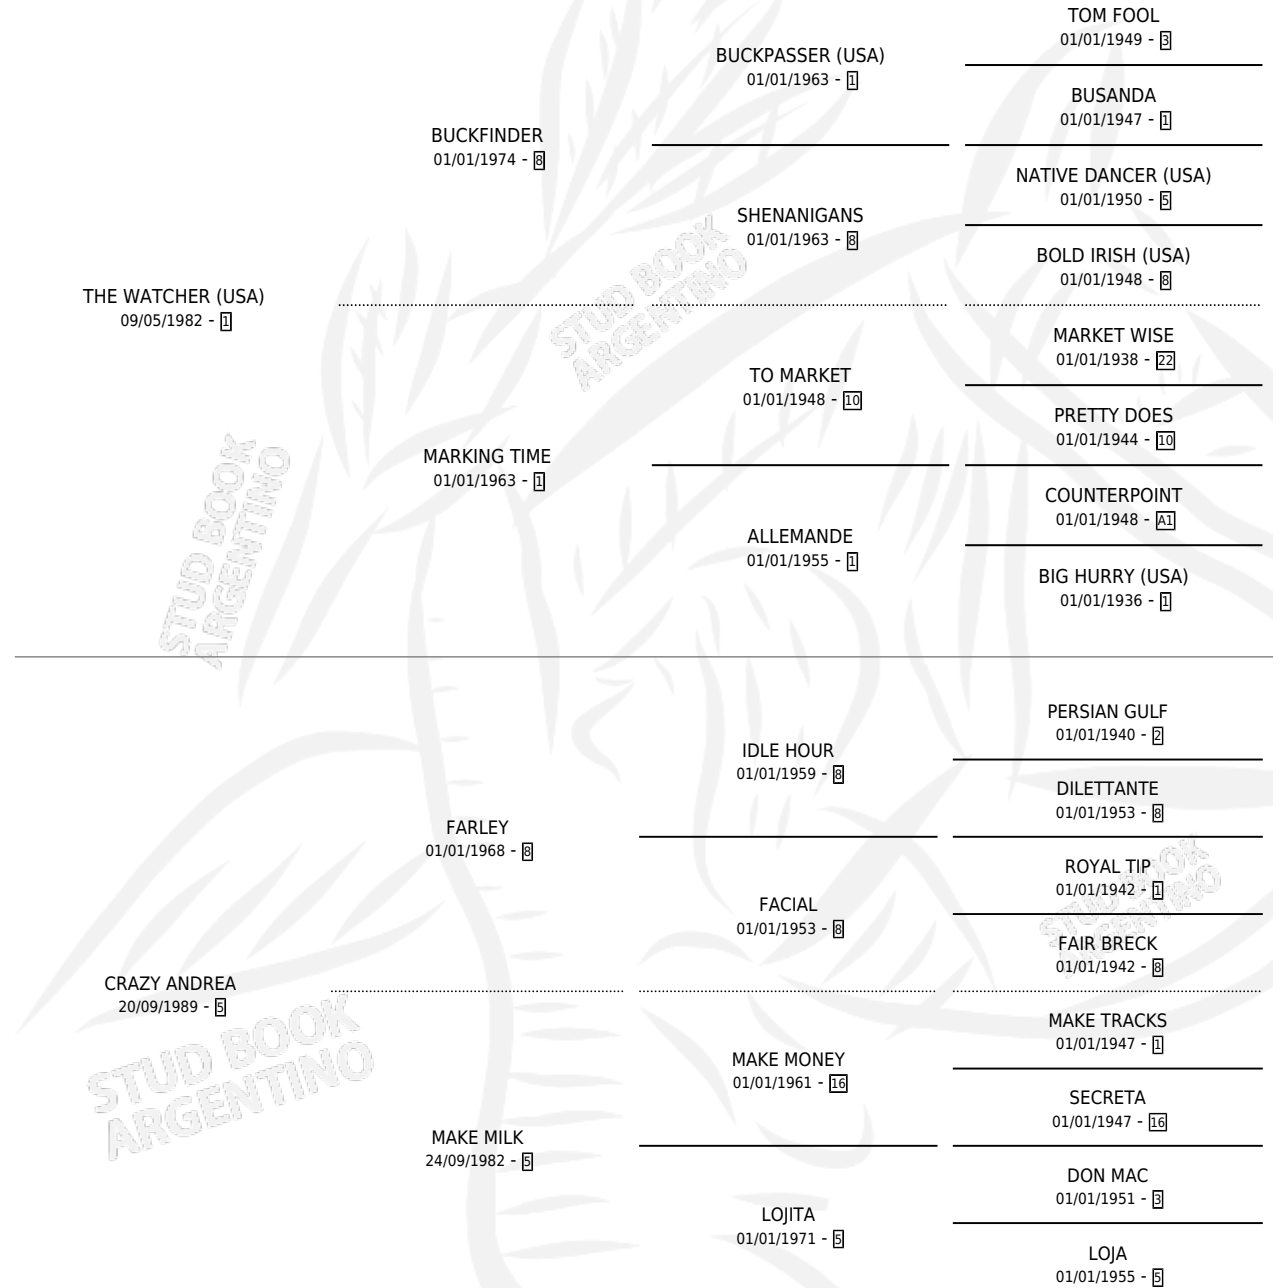 TOM FOOL
01/01/1949 - 3
BUCKPASSER (USA)
01/01/1963 - 1
BUSANDA
01/01/1947 - 1
BUCKFINDER
01/01/1974 - 8
NATIVE DANCER (USA)
01/01/1950 - 5
SHENANIGANS
01/01/1963 - 8
BOLD IRISH (USA)
01/01/1948 - 8
THE WATCHER (USA)
09/05/1982 - 1
MARKET WISE
01/01/1938 - 22
TO MARKET
01/01/1948 - 10
PRETTY DOES
01/01/1944 - 10
MARKING TIME
01/01/1963 - 1
COUNTERPOINT
01/01/1948 - A1
ALLEMANDE
01/01/1955 - 1
BIG HURRY (USA)
01/01/1936 - 1
PERSIAN GULF
01/01/1940 - 2
IDLE HOUR
01/01/1959 - 8
DILETTANTE
01/01/1953 - 8
FARLEY
01/01/1968 - 8
ROYAL TIP
01/01/1942 - 1
FACIAL
01/01/1953 - 8
FAIR BRECK
01/01/1942 - 8
CRAZY ANDREA
20/09/1989 - 5
MAKE TRACKS
01/01/1947 - 1
MAKE MONEY
01/01/1961 - 16
SECRETA
01/01/1947 - 16
MAKE MILK
24/09/1982 - 5
DON MAC
01/01/1951 - 3
LOJITA
01/01/1971 - 5
LOJA
01/01/1955 - 5
STUD BOOK
ARGENTINO
STUD BOOK
ARGENTINO
STUD BOOK
ARGENTINO
STUD BOOK
ARGENTINO